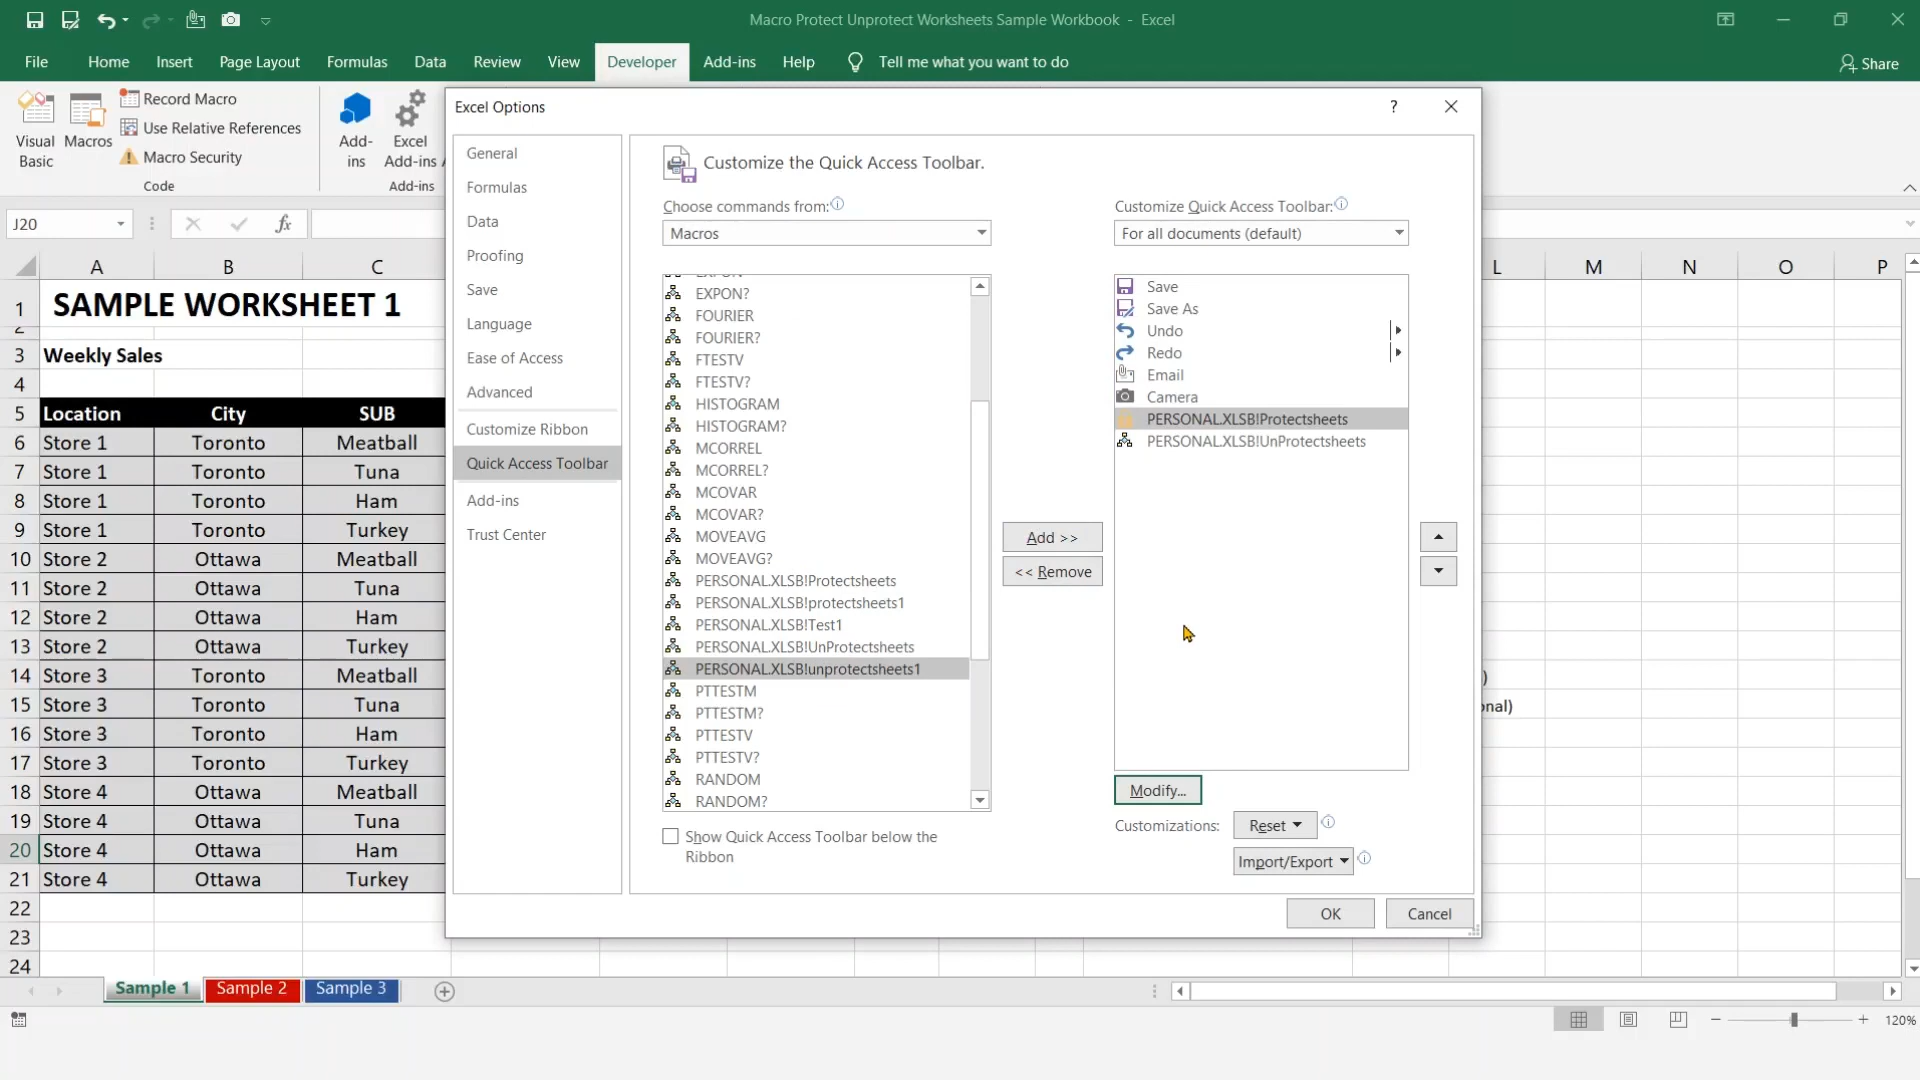 Macro Protect Unprotect Worksheets Sample Workbook - Excel
File Home Insert Page Layout Formulas Data Review View Developer Add-ins Help Tell me what you want to do Share
Visual Basic
Macros
Record Macro
Use Relative References
Macro Security
Code
Add-ins
Excel Add-ins
Add-ins
J20
fx
A B C L M N O P
1 SAMPLE WORKSHEET 1
2
3 Weekly Sales
4
5 Location City SUB
6 Store 1 Toronto Meatball
7 Store 1 Toronto Tuna
8 Store 1 Toronto Ham
9 Store 1 Toronto Turkey
10 Store 2 Ottawa Meatball
11 Store 2 Ottawa Tuna
12 Store 2 Ottawa Ham
13 Store 2 Ottawa Turkey
14 Store 3 Toronto Meatball
15 Store 3 Toronto Tuna
16 Store 3 Toronto Ham
17 Store 3 Toronto Turkey
18 Store 4 Ottawa Meatball
19 Store 4 Ottawa Tuna
20 Store 4 Ottawa Ham
21 Store 4 Ottawa Turkey
22
23
24
Excel Options
?
General
Formulas
Data
Proofing
Save
Language
Ease of Access
Advanced
Customize Ribbon
Quick Access Toolbar
Add-ins
Trust Center
Customize the Quick Access Toolbar.
Choose commands from:
Macros
EXPON?
FOURIER
FOURIER?
FTESTV
FTESTV?
HISTOGRAM
HISTOGRAM?
MCORREL
MCORREL?
MCOVAR
MCOVAR?
MOVEAVG
MOVEAVG?
PERSONAL.XLSB!Protectsheets
PERSONAL.XLSB!protectsheets1
PERSONAL.XLSB!Test1
PERSONAL.XLSB!UnProtectsheets
PERSONAL.XLSB!unprotectsheets1
PTTESTM
PTTESTM?
PTTESTV
PTTESTV?
RANDOM
RANDOM?
Show Quick Access Toolbar below the
Ribbon
Add >>
<< Remove
Customize Quick Access Toolbar:
For all documents (default)
Save
Save As
Undo
Redo
Email
Camera
PERSONAL.XLSB!Protectsheets
PERSONAL.XLSB!UnProtectsheets
Modify...
Customizations: Reset
Import/Export
OK Cancel
)
onal)
Sample 1 Sample 2 Sample 3
120%